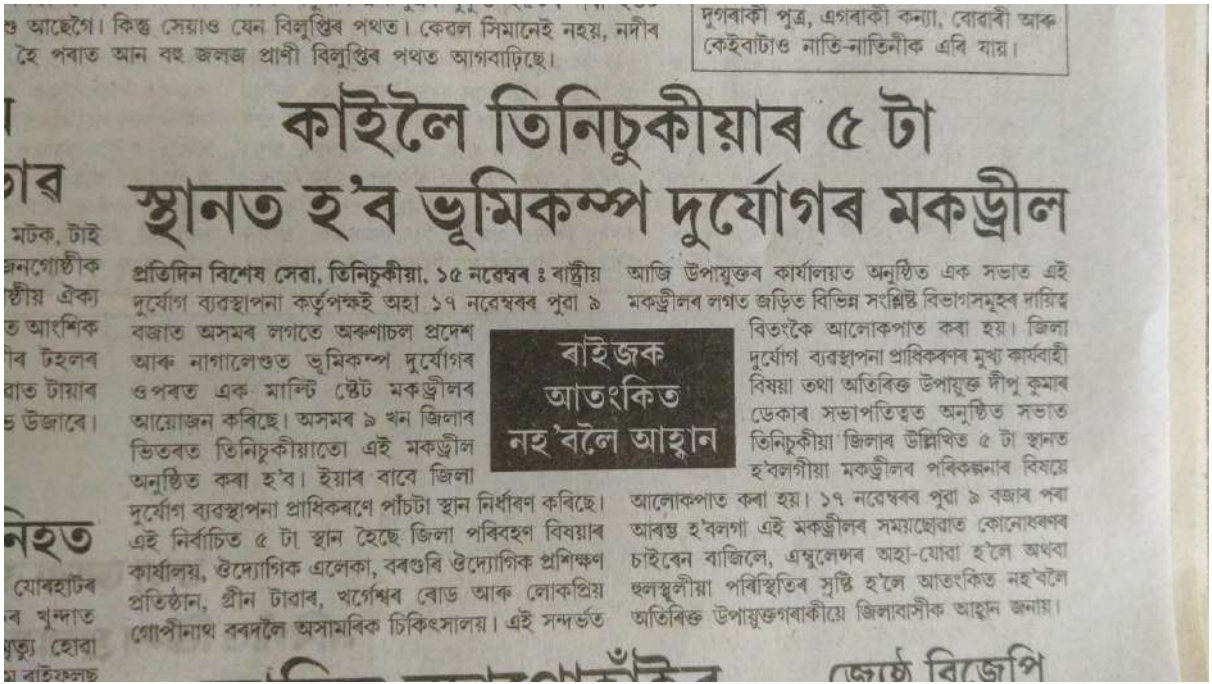 ও আছেগৈ। কিন্তু সেয়াও যেন বিলুপ্তিৰ পথত। কেৱল সিমানেই নহয়, নদীৰ
হৈ পৰাত আন বহু জলজ প্ৰাণী বিলুপ্তিৰ পথত আগবাঢ়িছে।
দুগৰাকী পুত্ৰ, এগৰাকী কন্যা, বোৱাৰী আৰু
কেইবাটাও নাতি-নাতিনীক এৰি যায়।
কাইলৈ তিনিচুকীয়াৰ ৫ টা
স্থানত হ'ব ভূমিকম্প দুৰ্যোগৰ মকড্ৰীল
প্ৰতিদিন বিশেষ সেৱা, তিনিচুকীয়া, ১৫ নৱেম্বৰ ঃ ৰাষ্ট্ৰীয়
দুৰ্যোগ ব্যৱস্থাপনা কৰ্তৃপক্ষই অহা ১৭ নৱেম্বৰৰ পুৱা ৯
বজাত অসমৰ লগতে অৰুণাচল প্ৰদেশ
আৰু নাগালেণ্ডত ভূমিকম্প দুৰ্যোগৰ
ওপৰত এক মাল্টি ষ্টেট মকড্ৰীলৰ
আয়োজন কৰিছে। অসমৰ ৯ খন জিলাৰ
ভিতৰত তিনিচুকীয়াতো এই মকড্ৰীল
অনুষ্ঠিত কৰা হ'ব। ইয়াৰ বাবে জিলা
দুৰ্যোগ ব্যৱস্থাপনা প্ৰাধিকৰণে পাঁচটা স্থান নিৰ্ধাৰণ কৰিছে।
এই নিৰ্বাচিত ৫ টা স্থান হৈছে জিলা পৰিবহণ বিষয়াৰ
কাৰ্যালয়, ঔদ্যোগিক এলেকা, বৰগুৰি ঔদ্যোগিক প্ৰশিক্ষণ
প্ৰতিষ্ঠান, গ্ৰীন টাৱাৰ, থৰ্গেশ্বৰ ৰোড আৰু লোকপ্ৰিয়
গোপীনাথ বৰদলৈ অসামৰিক চিকিৎসালয়। এই সন্দৰ্ভত
ৰাইজক
আতংকিত
নহ'বলৈ আহ্বান
আজি উপায়ুক্তৰ কাৰ্যালয়ত অনুষ্ঠিত এক সভাত এই
মকড্ৰীলৰ লগত জড়িত বিভিন্ন সংশ্লিষ্ট বিভাগসমূহৰ দায়িত্ব
বিতংকৈ আলোকপাত কৰা হয়। জিলা
দুৰ্যোগ ব্যৱস্থাপনা প্ৰাধিকৰণৰ মুখ্য কাৰ্যবাহী
বিষয়া তথা অতিৰিক্ত উপায়ুক্ত দীপু কুমাৰ
ডেকাৰ সভাপতিত্বত অনুষ্ঠিত সভাত
তিনিচুকীয়া জিলাৰ উল্লিখিত ৫ টা স্থানত
হ'বলগীয়া মকড্ৰীলৰ পৰিকল্পনাৰ বিষয়ে
আলোকপাত কৰা হয়। ১৭ নৱেম্বৰৰ পুৱা ৯ বজাৰ পৰা
আৰম্ভ হ'বলগা এই মকড্ৰীলৰ সময়ছোৱাত কোনোধৰণৰ
চাইৰেন বাজিলে, এম্বুলেন্সৰ অহা-যোৱা হ'লে অথবা
হুলস্থূলীয়া পৰিস্থিতিৰ সৃষ্টি হ'লে আতংকিত নহ'বলৈ
অতিৰিক্ত উপায়ুক্তগৰাকীয়ে জিলাবাসীক আহ্বান জনায়।
মটক, টাই
জনগোষ্ঠীক
ষ্ঠীয় ঐক্য
ত আংশিক
ীৰ টহলৰ
ৱাত টায়াৰ
ত উজাৰে।
নিহত
যোৰহাটৰ
ৰ খুন্দাত
মৃত্যু হোৱা
জ্যেষ্ঠ বিজেপি